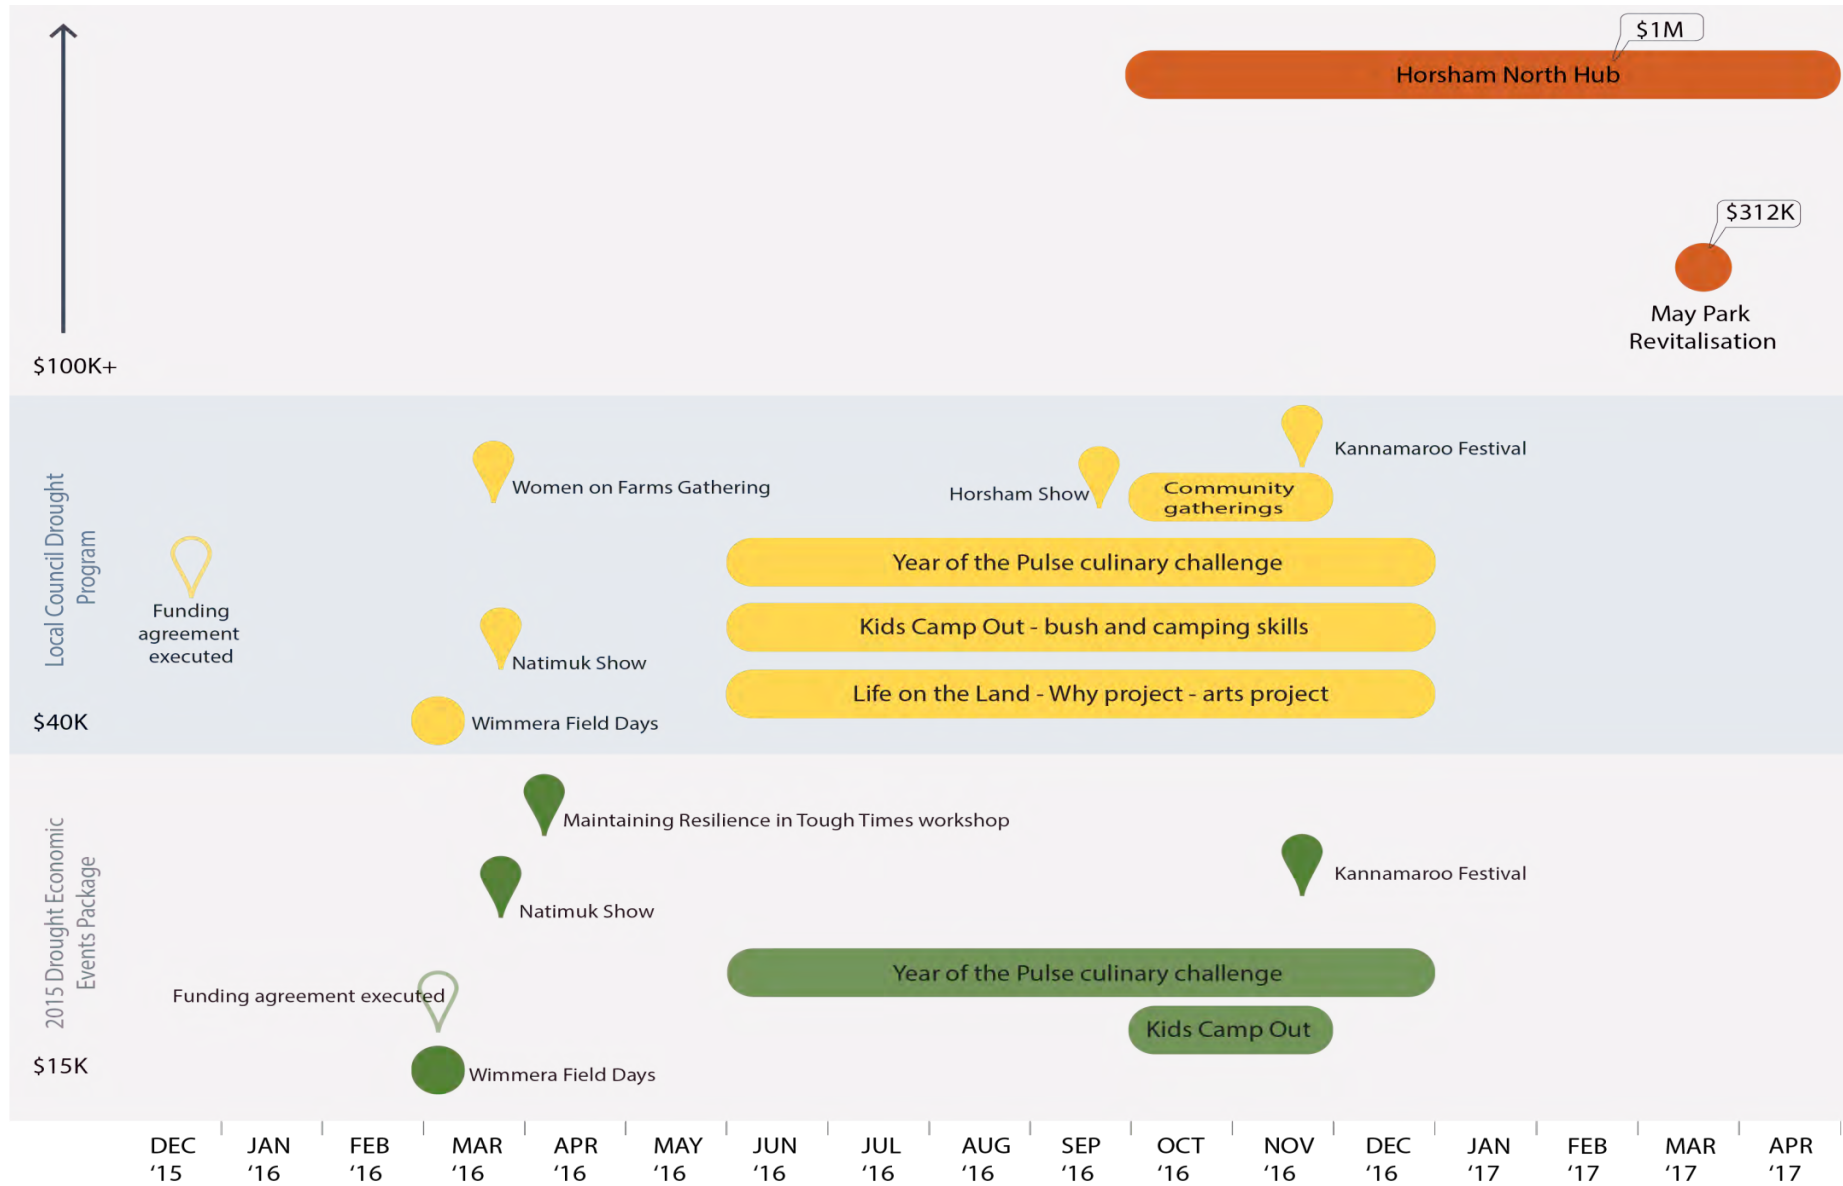 $1M
Horsham North Hub
$312K
May Park
Revitalisation
$100K+
Local Council Drought
Program
Kannamaroo Festival
Women on Farms Gathering
Horsham Show
Community
gatherings
Year of the Pulse culinary challenge
Funding
agreement
executed
Kids Camp Out - bush and camping skills
Natimuk Show
Life on the Land - Why project - arts project
$40K
Wimmera Field Days
2015 Drought Economic
Events Package
Maintaining Resilience in Tough Times workshop
Kannamaroo Festival
Natimuk Show
Year of the Pulse culinary challenge
Funding agreement executed
Kids Camp Out
$15K
Wimmera Field Days
DEC JAN FEB MAR APR MAY JUN JUL AUG SEP OCT NOV DEC JAN FEB MAR APR
‘15 ‘16 ‘16 ‘16 ‘16 ‘16 ‘16 ‘16 ‘16 ‘16 ‘16 ‘16 ‘16 ‘17 ‘17 ‘17 ‘17